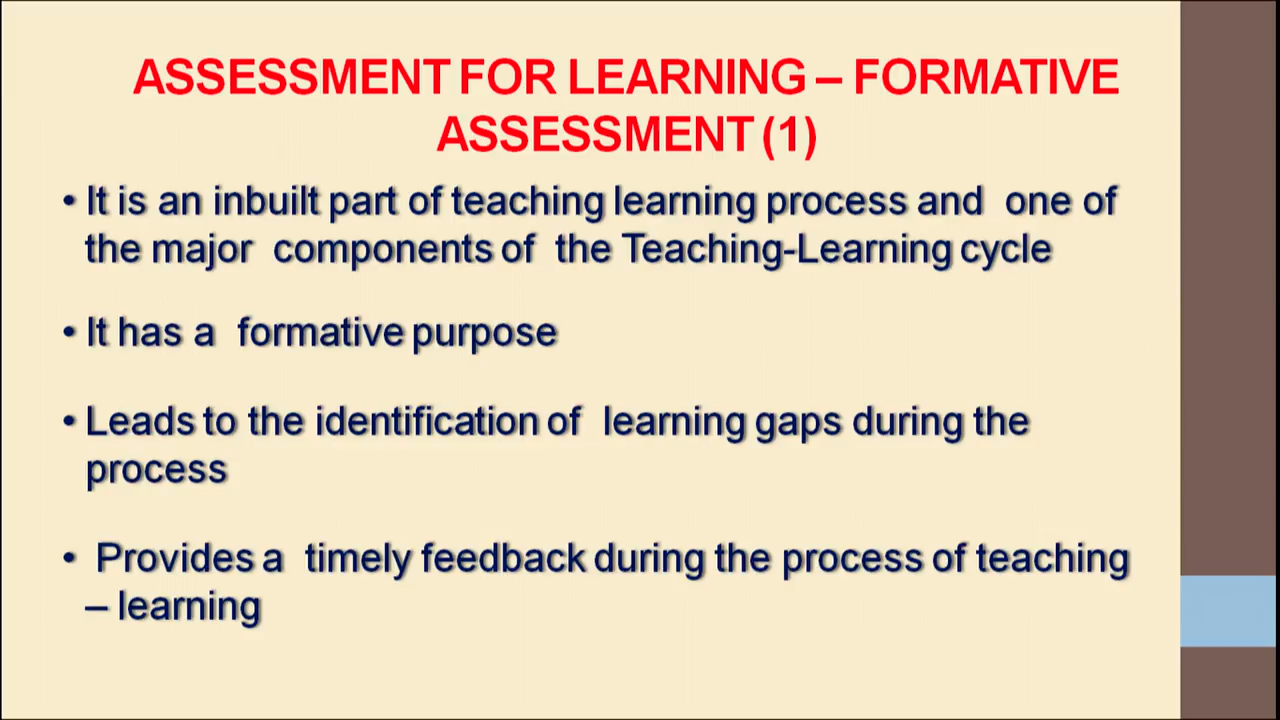 ASSESSMENT FOR LEARNING – FORMATIVE
ASSESSMENT (1)
• It is an inbuilt part of teaching learning process and one of
the major components of the Teaching-Learning cycle
• It has a formative purpose
• Leads to the identification of learning gaps during the
process
• Provides a timely feedback during the process of teaching
– learning